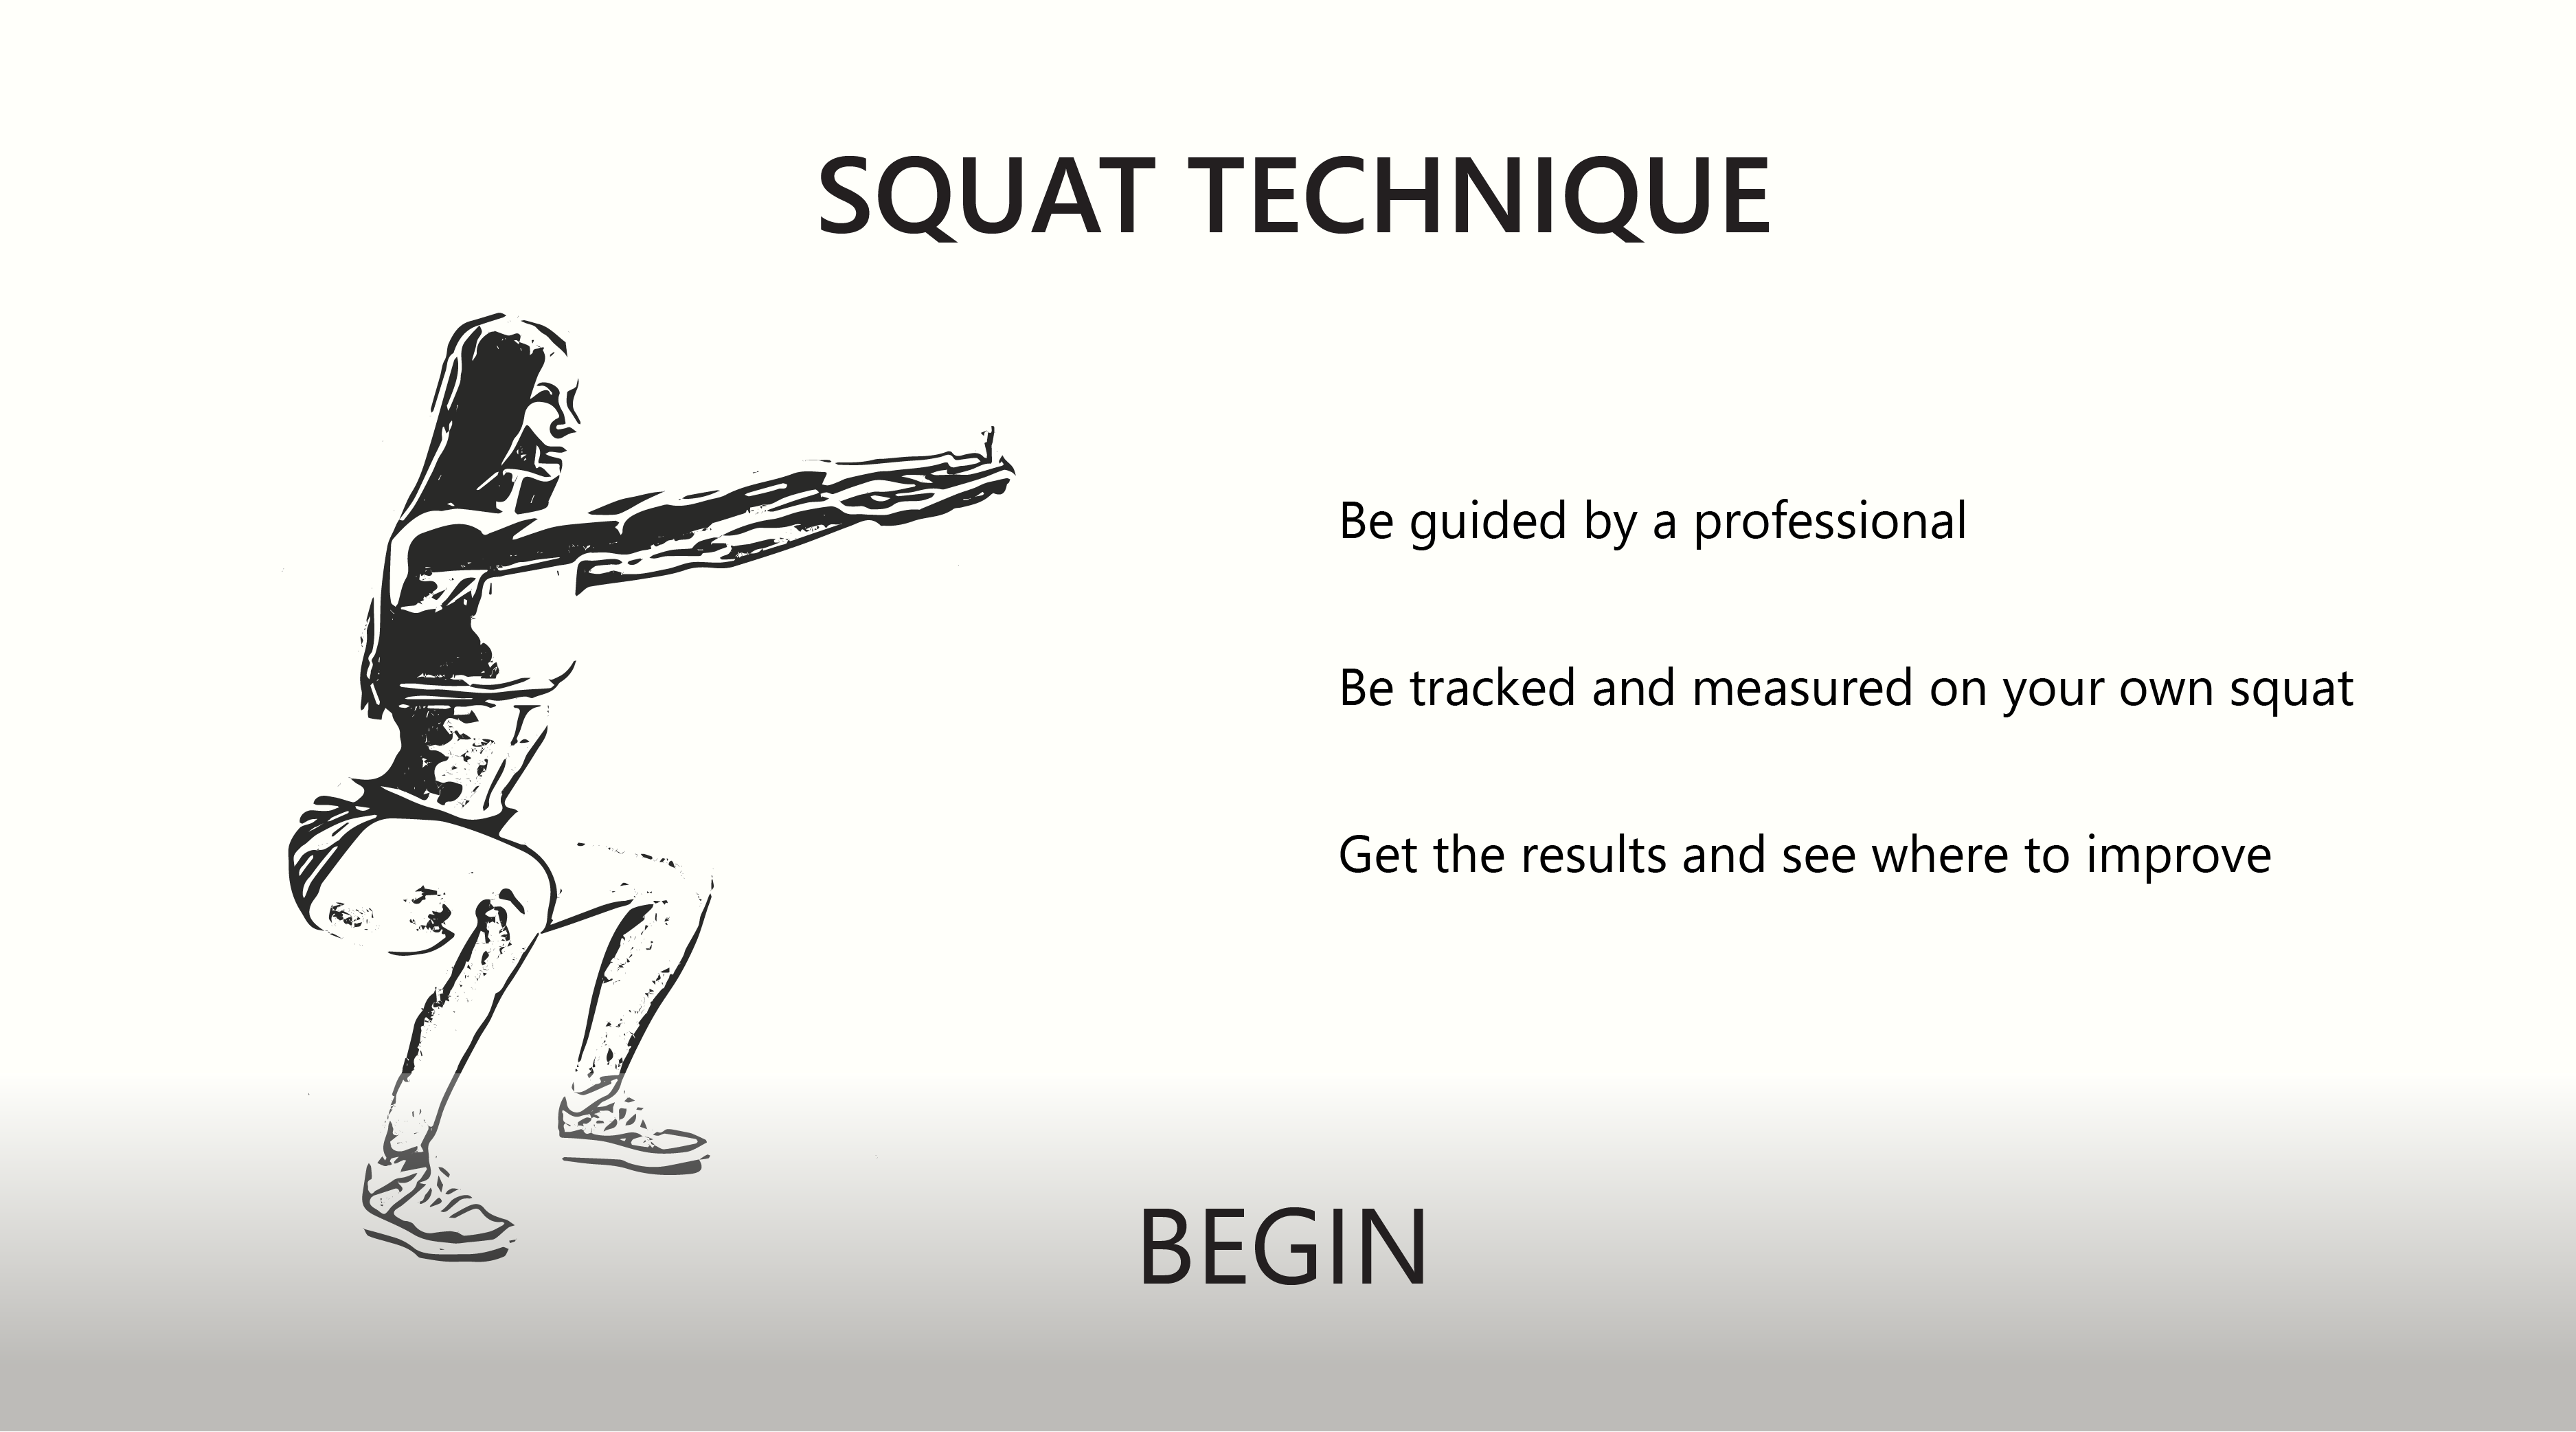 SQUAT TECHNIQUE
Be guided by a professional
Be tracked and measured on your own squat
Get the results and see where to improve
BEGIN